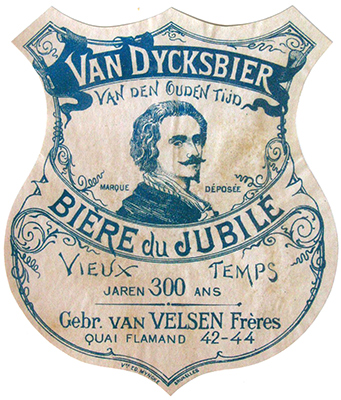 VAN DYCKSBIER
VAN DEN OUDEN TIJD
MARQUE DÉPOSÉE
BIÈRE du JUBILÉ
VIEUX TEMPS
JAREN 300 ANS
Gebr. VAN VELSEN Frères
QUAI FLAMAND 42-44
BRUXELLES